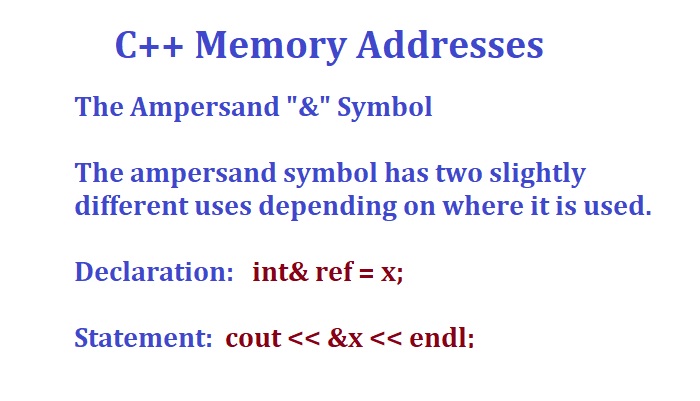 C++ Memory Addresses
The Ampersand "&" Symbol
The ampersand symbol has two slightly
different uses depending on where it is used.
Declaration: int& ref = x;
Statement: cout << &x << endl;